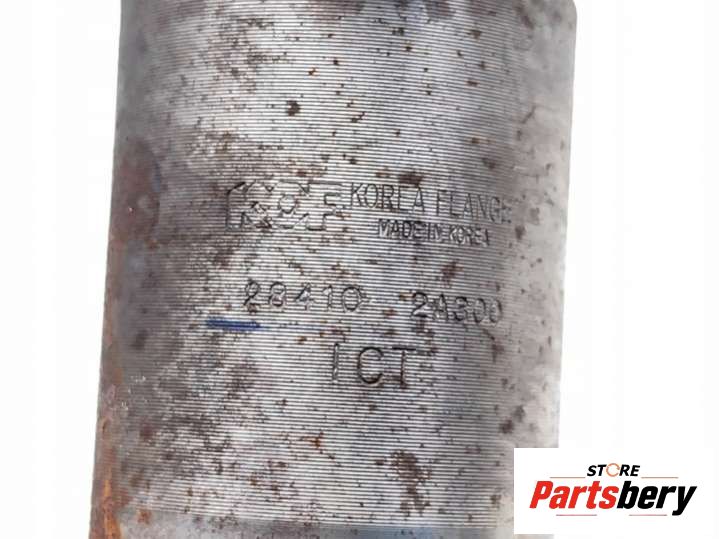 KOREA FLANGE
MADE IN KOREA
28410 2A300
ICT
STORE
Partsbery